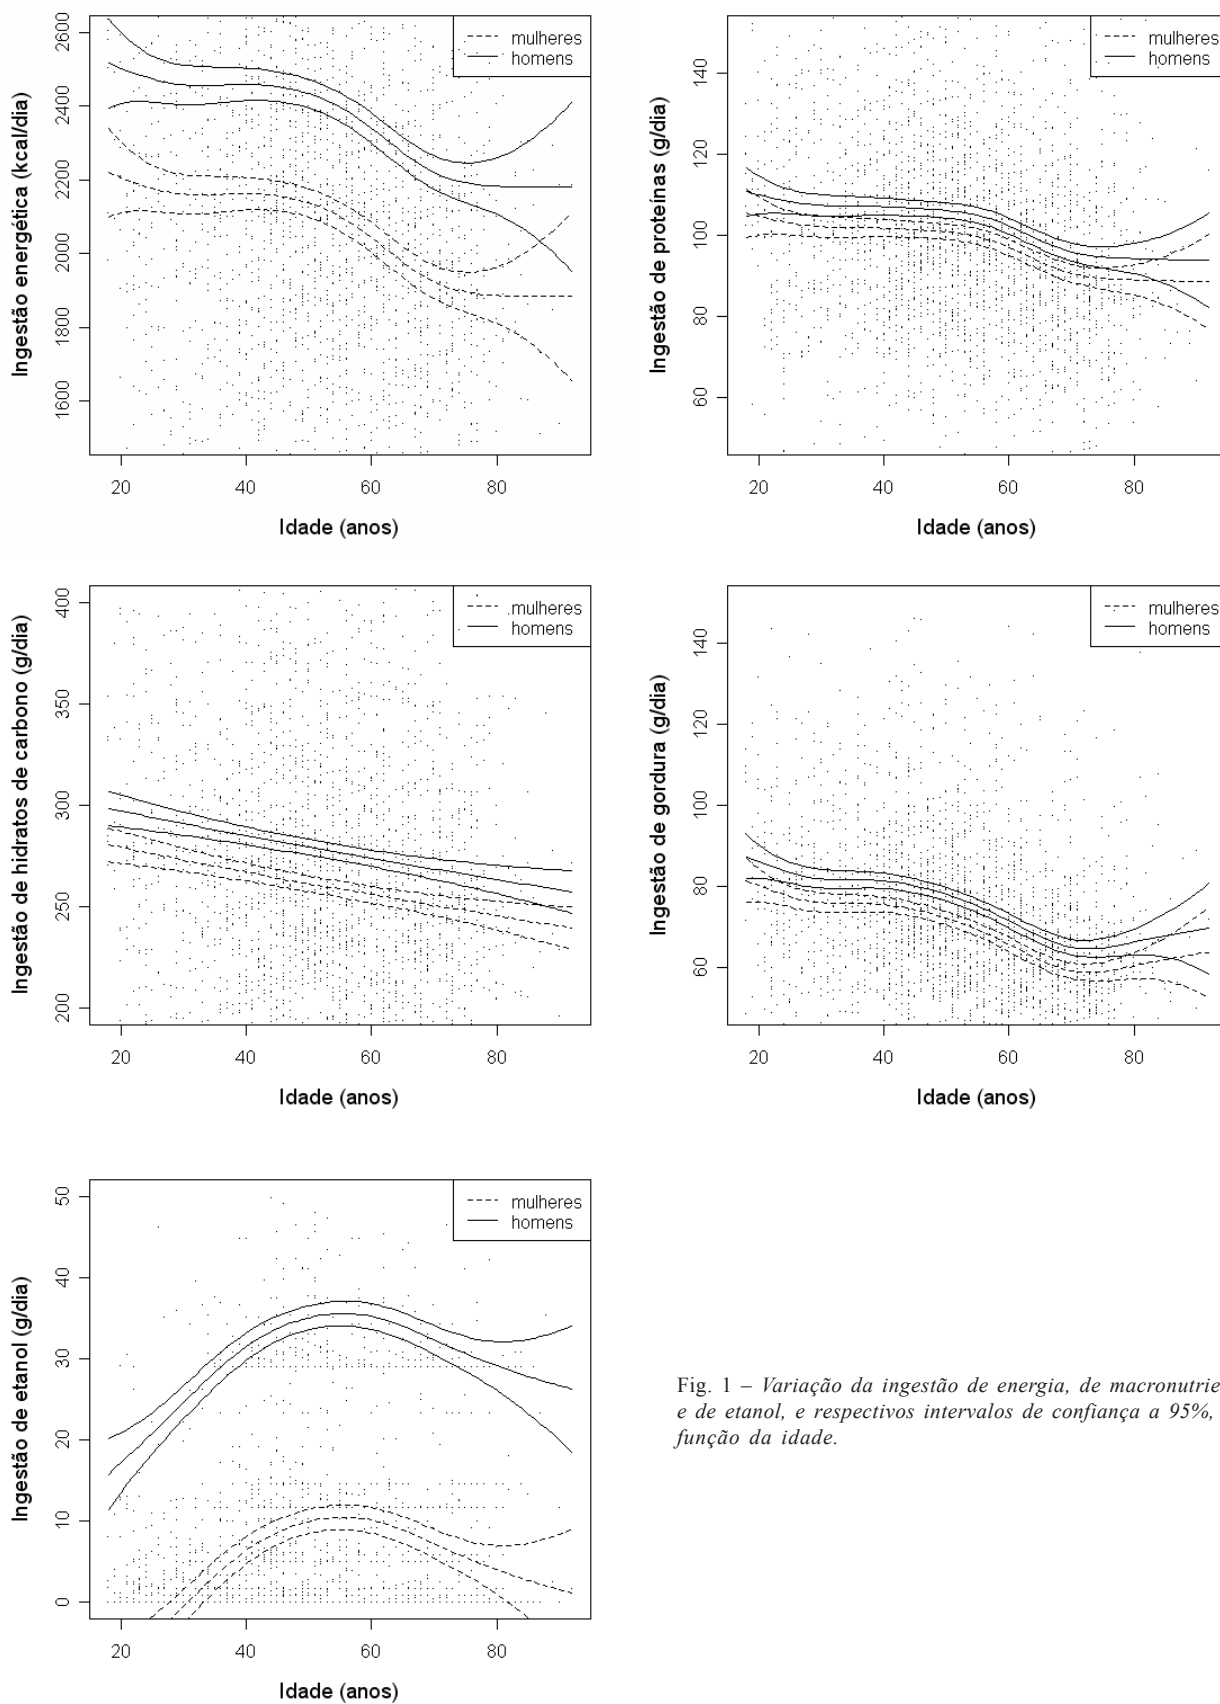 mulheres
homens
Ingestão energética (kcal/dia)
1600 1800 2000 2200 2400 2600
20 40 60 80
Idade (anos)
mulheres
homens
Ingestão de proteínas (g/dia)
60 80 100 120 140
20 40 60 80
Idade (anos)
mulheres
homens
Ingestão de hidratos de carbono (g/dia)
200 250 300 350 400
20 40 60 80
Idade (anos)
mulheres
homens
Ingestão de gordura (g/dia)
60 80 100 120 140
20 40 60 80
Idade (anos)
mulheres
homens
Ingestão de etanol (g/dia)
0 10 20 30 40 50
20 40 60 80
Idade (anos)
Fig. 1 – Variação da ingestão de energia, de macronutrie
e de etanol, e respectivos intervalos de confiança a 95%,
função da idade.